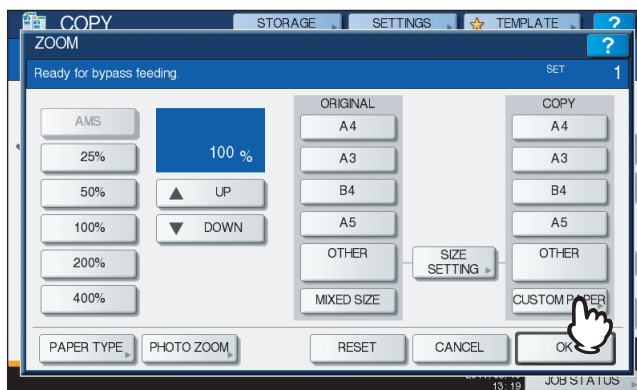 COPY STORAGE SETTINGS TEMPLATE ?
ZOOM ?
Ready for bypass feeding. SET 1
ORIGINAL COPY
AMS A4 A4
25% 100 % A3 A3
50% UP B4 B4
100% DOWN A5 A5
200% OTHER SIZE SETTING OTHER
400% MIXED SIZE CUSTOM PAPER
PAPER TYPE PHOTO ZOOM RESET CANCEL OK
13:19 JOB STATUS